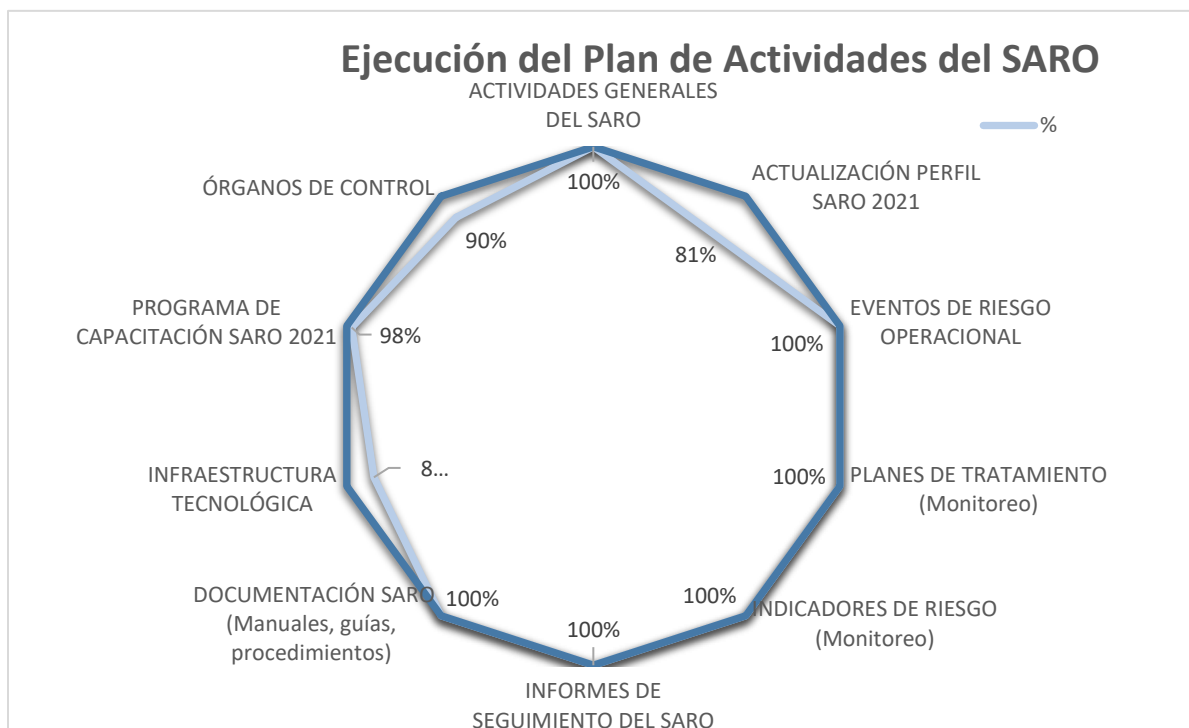 Ejecución del Plan de Actividades del SARO
ACTIVIDADES GENERALES
DEL SARO
%
100%
ACTUALIZACIÓN PERFIL
SARO 2021
81%
EVENTOS DE RIESGO
OPERACIONAL
100%
PLANES DE TRATAMIENTO
(Monitoreo)
100%
INDICADORES DE RIESGO
(Monitoreo)
100%
INFORMES DE
SEGUIMIENTO DEL SARO
100%
DOCUMENTACIÓN SARO
(Manuales, guías,
procedimientos)
100%
INFRAESTRUCTURA
TECNOLÓGICA
8...
PROGRAMA DE
CAPACITACIÓN SARO 2021
98%
ÓRGANOS DE CONTROL
90%